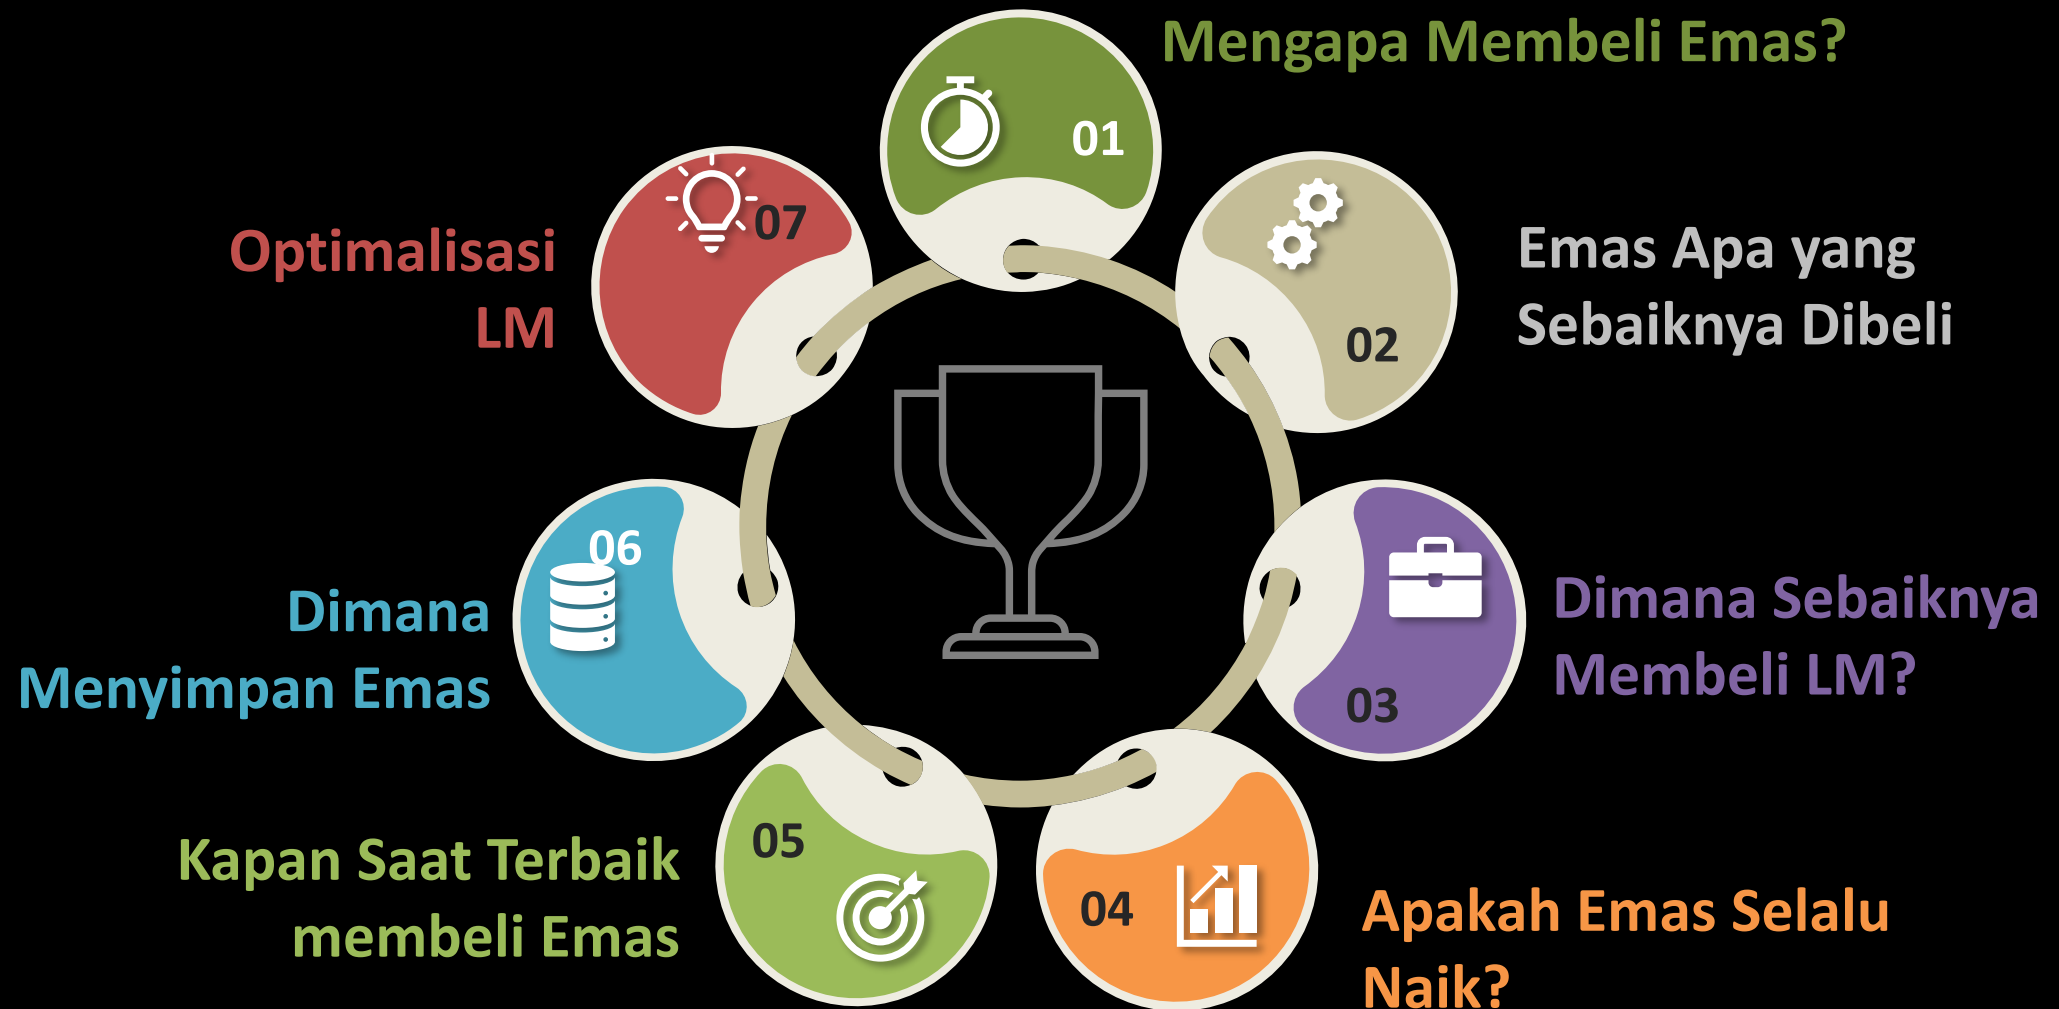 Mengapa Membeli Emas?
01
Emas Apa yang
Sebaiknya Dibeli
02
Dimana Sebaiknya
Membeli LM?
03
Apakah Emas Selalu
Naik?
04
Kapan Saat Terbaik
membeli Emas
05
Dimana
Menyimpan Emas
06
Optimalisasi
LM
07